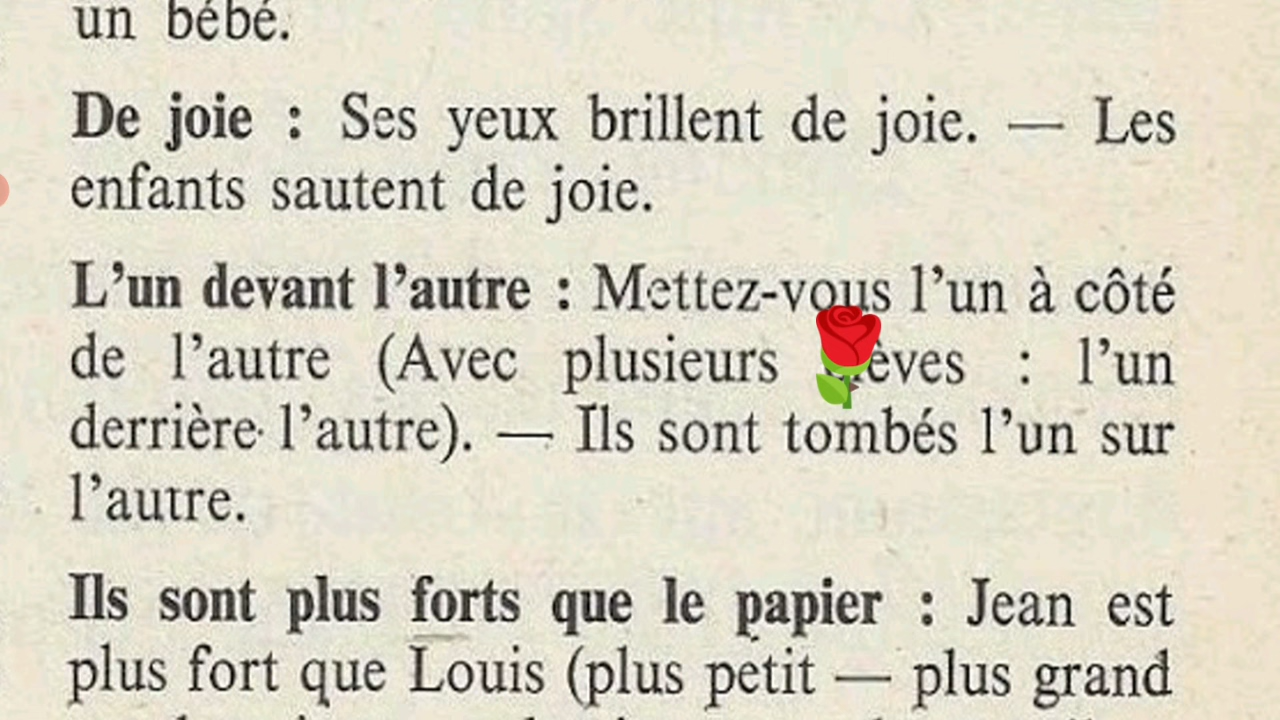 un bébé.
De joie : Ses yeux brillent de joie. — Les
enfants sautent de joie.
L'un devant l'autre : Mettez-vous l'un à côté
de l'autre (Avec plusieurs : l'un
derrière l'autre). — Ils sont tombés l'un sur
l'autre.
Ils sont plus forts que le papier : Jean est
plus fort que Louis (plus petit — plus grand